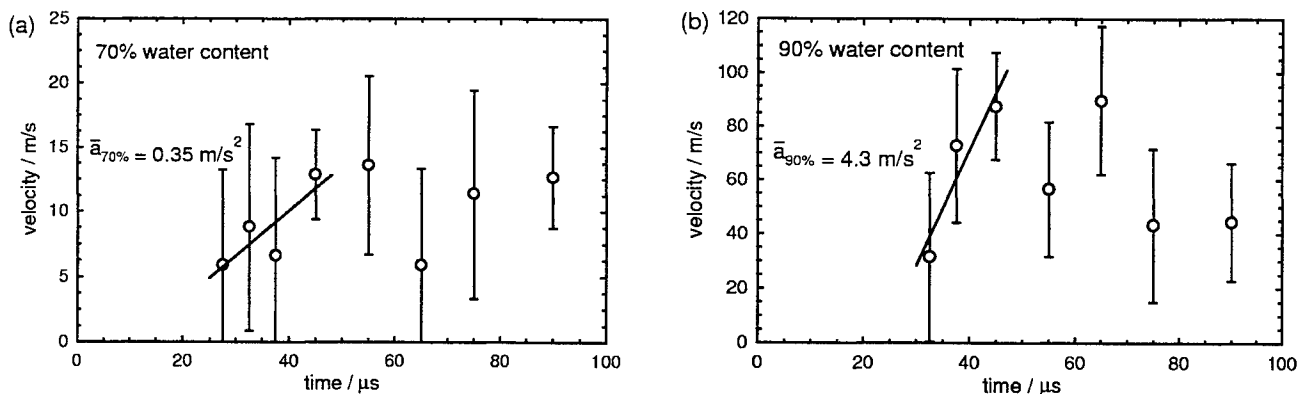 (a)
70% water content
ā70% = 0.35 m/s²
velocity / m/s
25
20
15
10
5
0
0 20 40 60 80 100
time / μs
(b)
90% water content
ā90% = 4.3 m/s²
velocity / m/s
120
100
80
60
40
20
0
0 20 40 60 80 100
time / μs